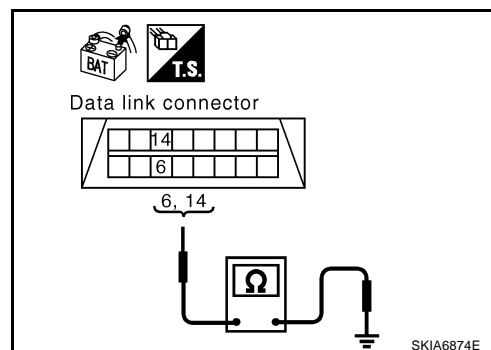 BAT
T.S.
Data link connector
14
6
6, 14
Ω
SKIA6874E